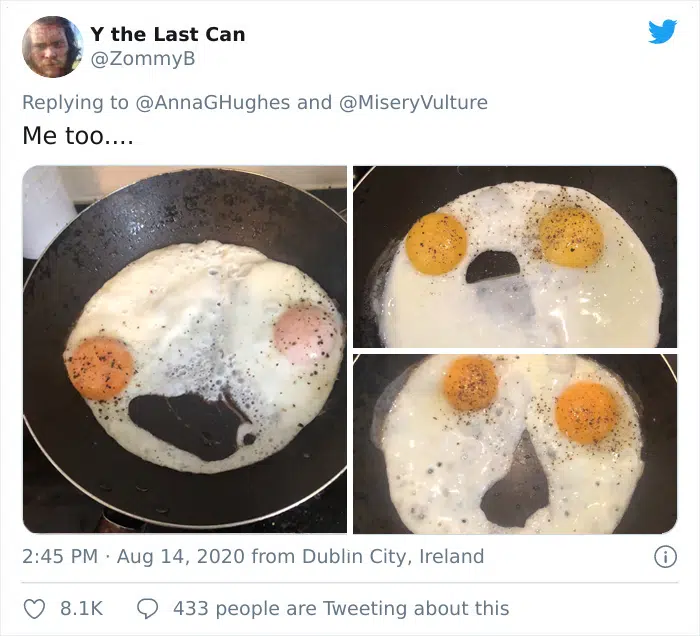 Y the Last Can
@ZommyB
Replying to @AnnaGHughes and @MiseryVulture
Me too....
2:45 PM · Aug 14, 2020 from Dublin City, Ireland
8.1K
433 people are Tweeting about this